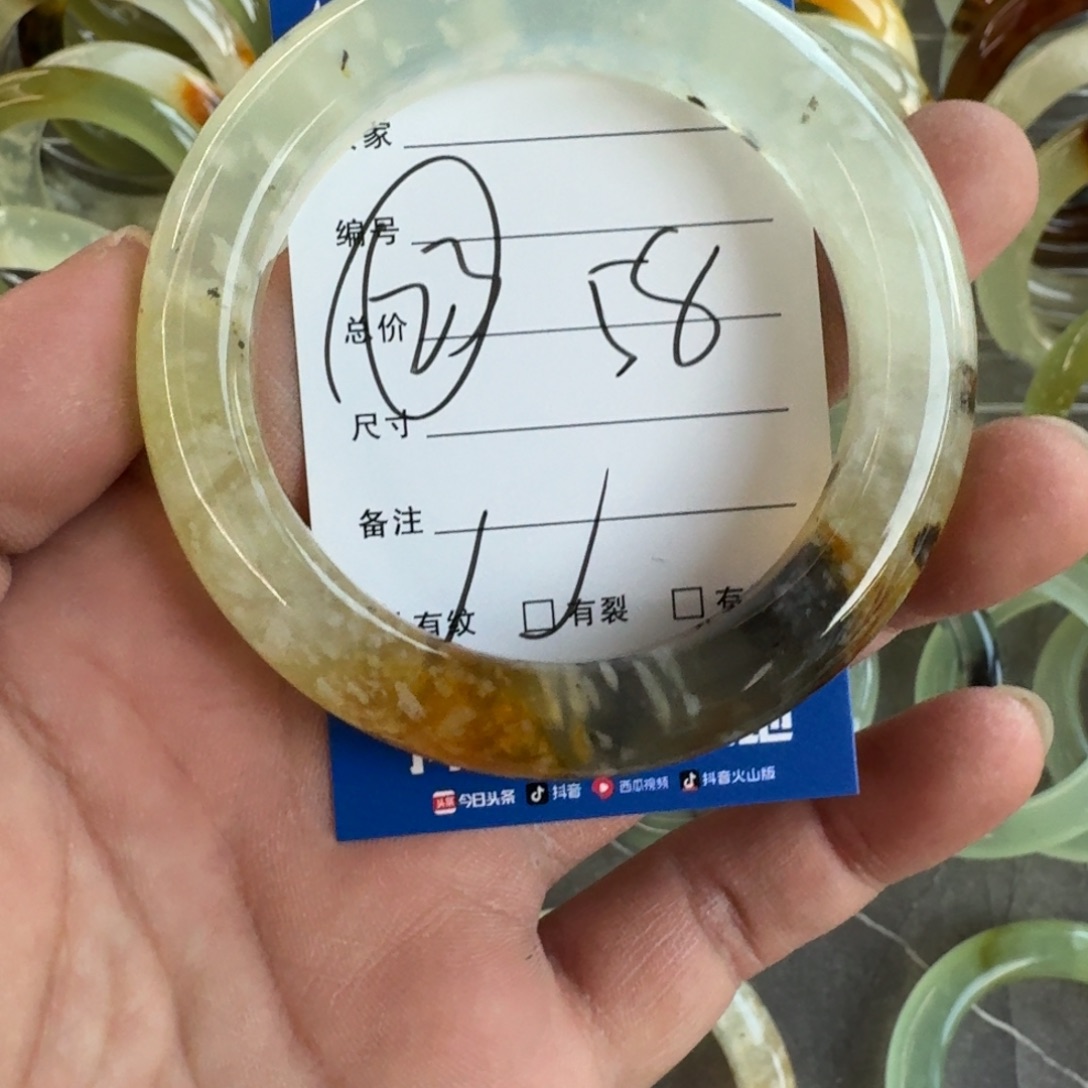 家
编号
58
总价
尺寸
备注
有纹 有裂 有
今日头条 抖音 西瓜视频 抖音火山版